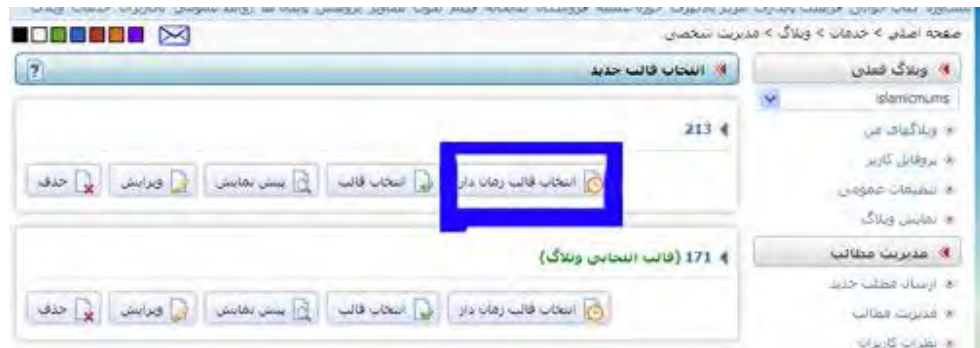 صفحه اصلی > خدمات > وبلاگ > مدیریت شخصی
وبلاگ فعلی
islamicmums
وبلاگهای من
پروفایل کاربر
تنظیمات عمومی
نمایش وبلاگ
مدیریت مطالب
ارسال مطلب جدید
مدیریت مطالب
نظرات کاربران
انتخاب قالب جدید
?
213
انتخاب قالب زمان دار انتخاب قالب پیش نمایش ویرایش حذف
171 (قالب انتخابی وبلاگ)
انتخاب قالب زمان دار انتخاب قالب پیش نمایش ویرایش حذف